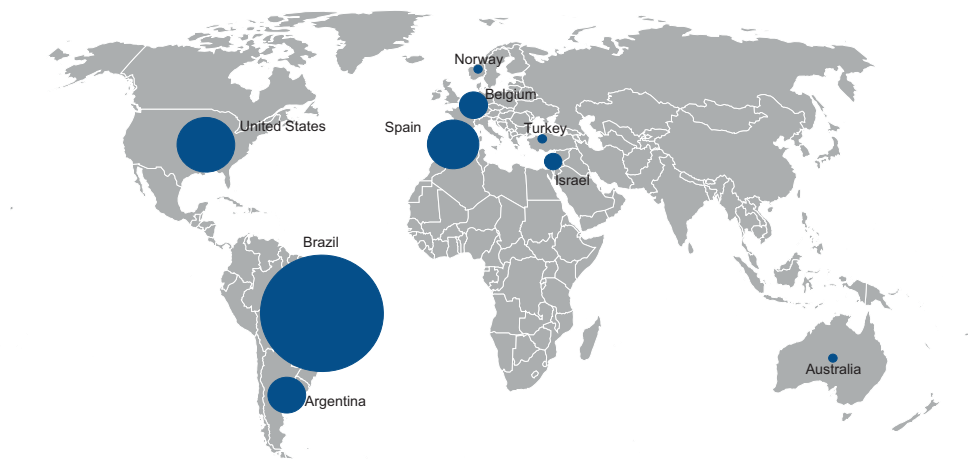 Norway
Belgium
United States
Spain
Turkey
Israel
Brazil
Australia
Argentina